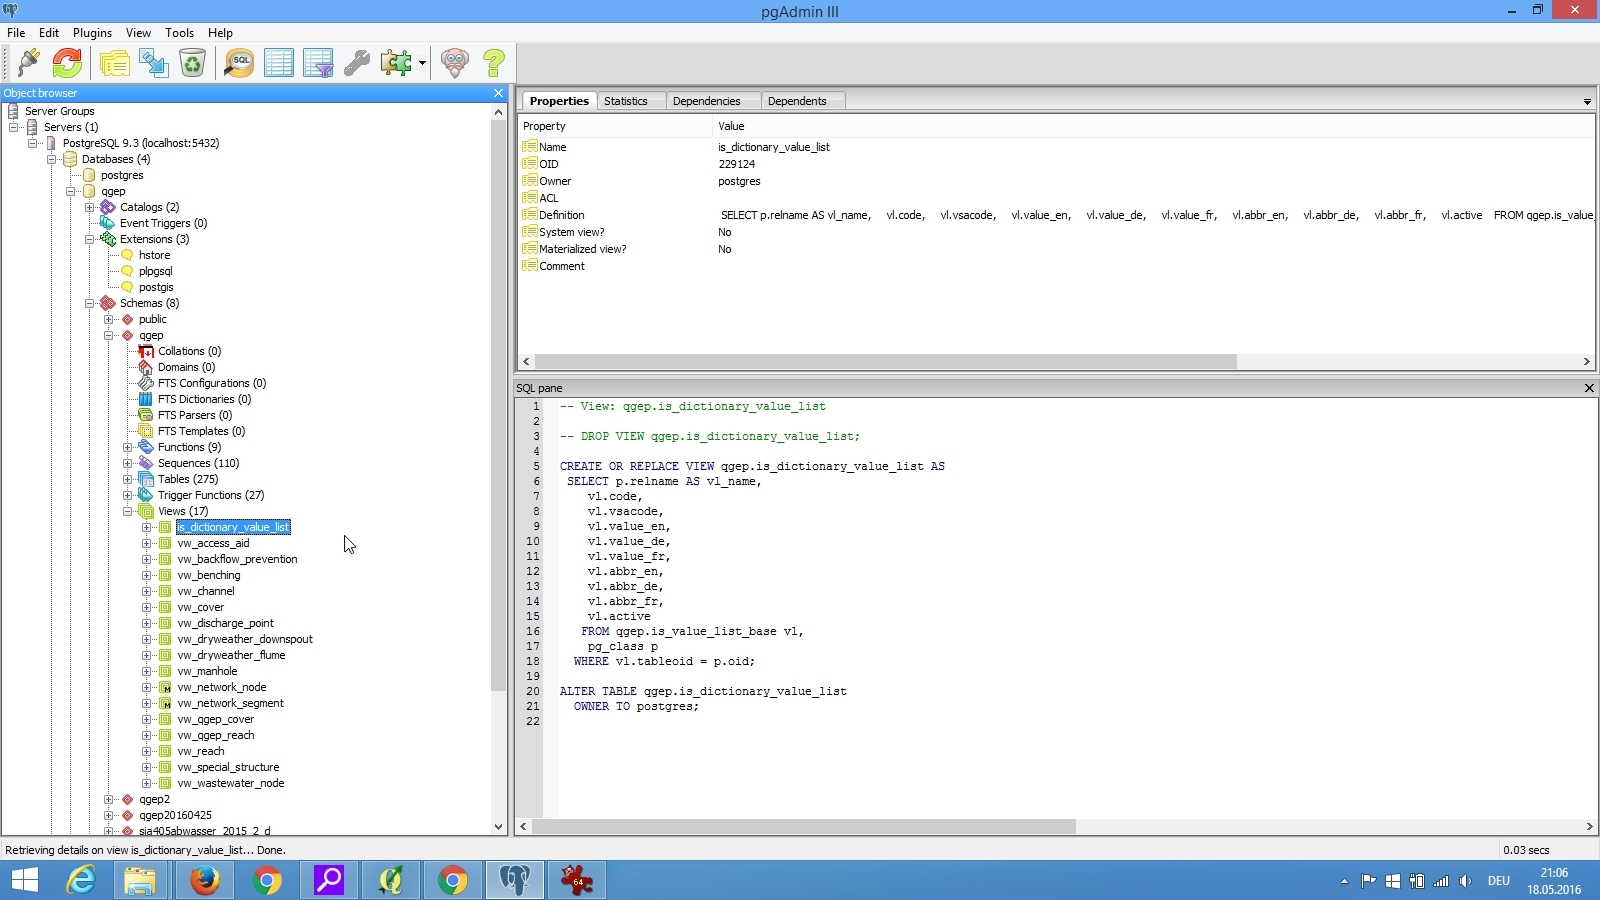 pgAdmin III
File Edit Plugins View Tools Help
SQL
Object browser
Server Groups
Servers (1)
PostgreSQL 9.3 (localhost:5432)
Databases (4)
postgres
qgep
Catalogs (2)
Event Triggers (0)
Extensions (3)
hstore
plpgsql
postgis
Schemas (8)
public
qgep
Collations (0)
Domains (0)
FTS Configurations (0)
FTS Dictionaries (0)
FTS Parsers (0)
FTS Templates (0)
Functions (9)
Sequences (110)
Tables (275)
Trigger Functions (27)
Views (17)
is_dictionary_value_list
vw_access_aid
vw_backflow_prevention
vw_benching
vw_channel
vw_cover
vw_discharge_point
vw_dryweather_downspout
vw_dryweather_flume
vw_manhole
vw_network_node
vw_network_segment
vw_qgep_cover
vw_qgep_reach
vw_reach
vw_special_structure
vw_wastewater_node
qgep2
qgep20160425
sia405abwasser_2015_2_d
Properties Statistics Dependencies Dependents
Property Value
Name is_dictionary_value_list
OID 229124
Owner postgres
ACL
Definition SELECT p.relname AS vl_name, vl.code, vl.vsacode, vl.value_en, vl.value_de, vl.value_fr, vl.abbr_en, vl.abbr_de, vl.abbr_fr, vl.active FROM qgep.is_value_
System view? No
Materialized view? No
Comment
SQL pane
1 -- View: qgep.is_dictionary_value_list
2
3 -- DROP VIEW qgep.is_dictionary_value_list;
4
5 CREATE OR REPLACE VIEW qgep.is_dictionary_value_list AS
6 SELECT p.relname AS vl_name,
7 vl.code,
8 vl.vsacode,
9 vl.value_en,
10 vl.value_de,
11 vl.value_fr,
12 vl.abbr_en,
13 vl.abbr_de,
14 vl.abbr_fr,
15 vl.active
16 FROM qgep.is_value_list_base vl,
17 pg_class p
18 WHERE vl.tableoid = p.oid;
19
20 ALTER TABLE qgep.is_dictionary_value_list
21 OWNER TO postgres;
22
Retrieving details on view is_dictionary_value_list... Done. 0.03 secs
64
DEU
21:06
18.05.2016